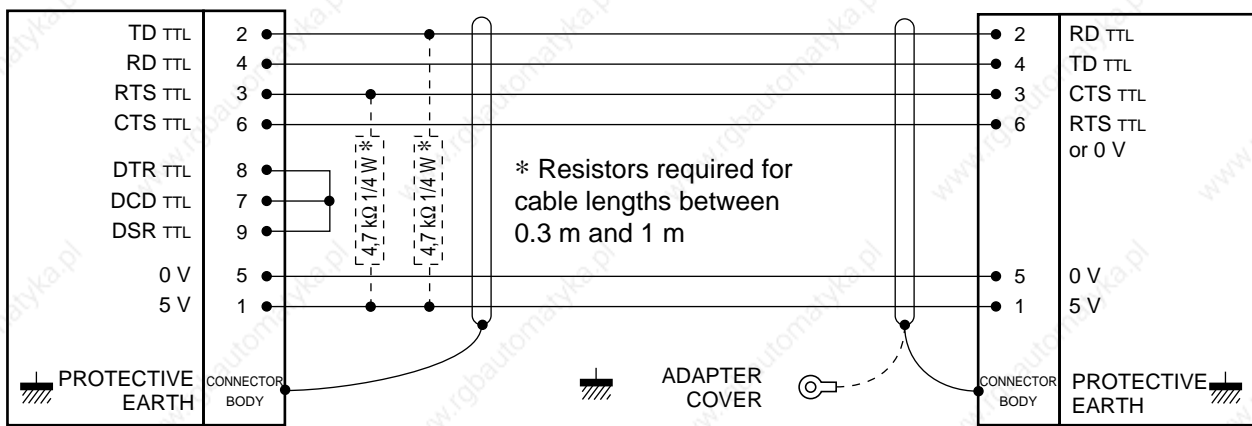 TD TTL 2 2 RD TTL
RD TTL 4 4 TD TTL
RTS TTL 3 3 CTS TTL
CTS TTL 6 6 RTS TTL
or 0 V
DTR TTL 8
DCD TTL 7
DSR TTL 9
4,7 kΩ 1/4 W *
4,7 kΩ 1/4 W *
* Resistors required for
cable lengths between
0.3 m and 1 m
0 V 5 5 0 V
5 V 1 1 5 V
PROTECTIVE
EARTH
CONNECTOR
BODY
ADAPTER
COVER
CONNECTOR
BODY
PROTECTIVE
EARTH
www.rgbautomatyka.pl